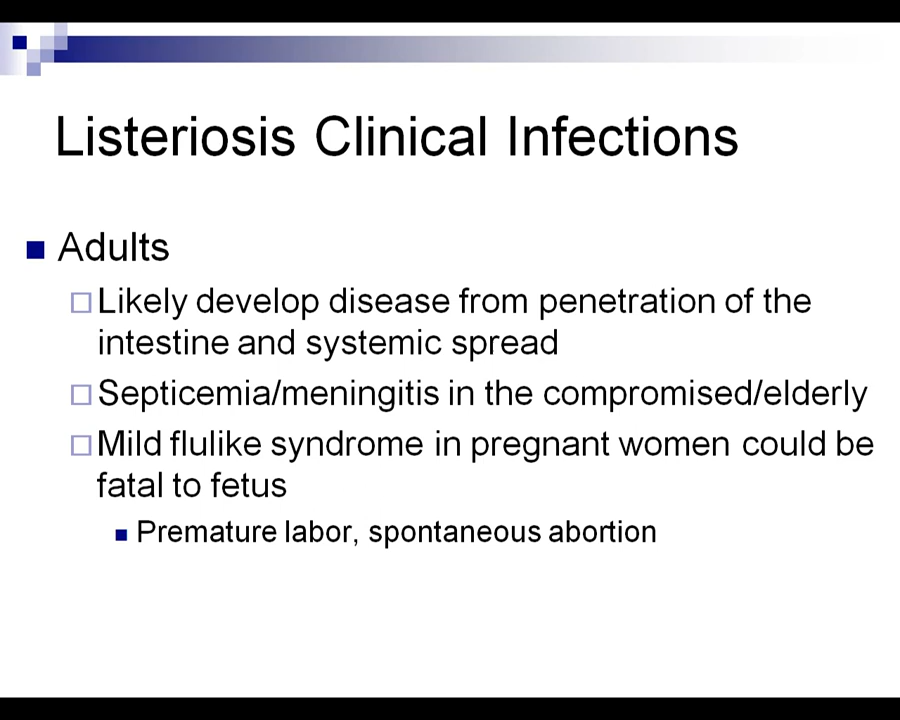 Listeriosis Clinical Infections
Adults
Likely develop disease from penetration of the
intestine and systemic spread
Septicemia/meningitis in the compromised/elderly
Mild flulike syndrome in pregnant women could be
fatal to fetus
Premature labor, spontaneous abortion